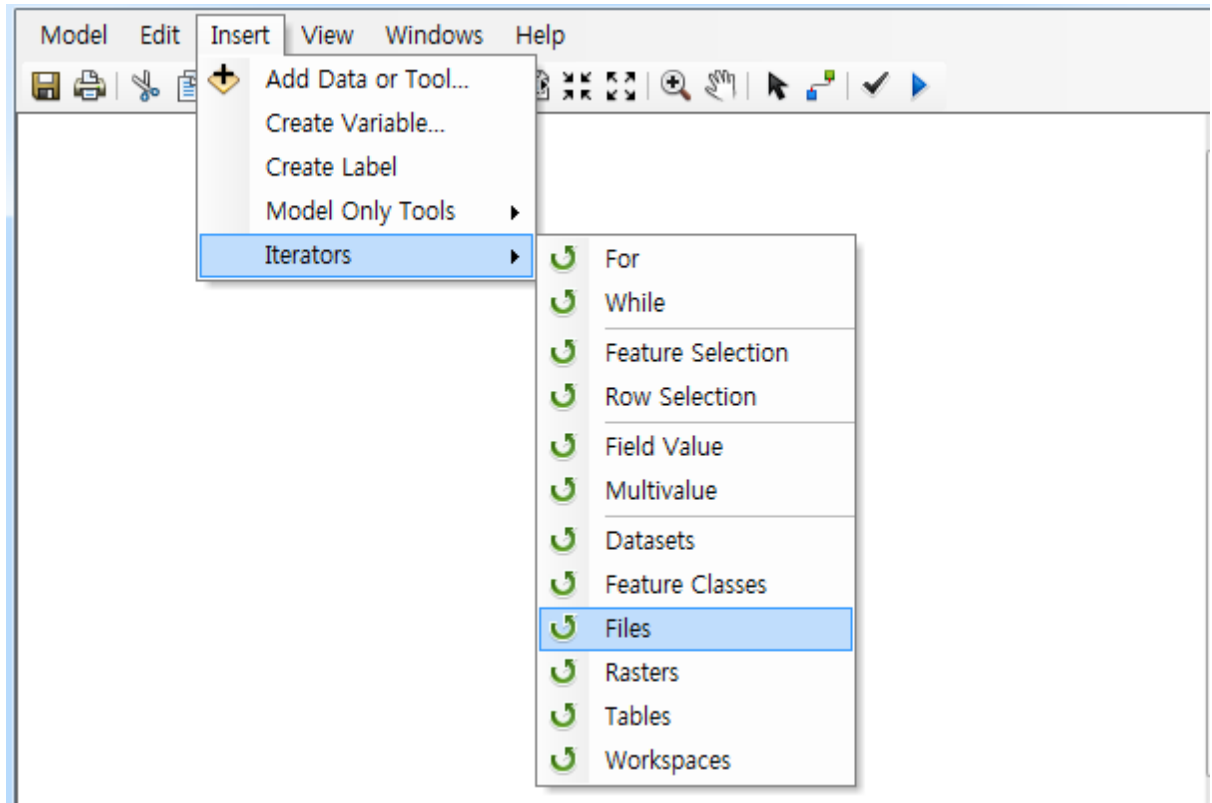 Model Edit Insert View Windows Help
Add Data or Tool...
Create Variable...
Create Label
Model Only Tools
Iterators
For
While
Feature Selection
Row Selection
Field Value
Multivalue
Datasets
Feature Classes
Files
Rasters
Tables
Workspaces